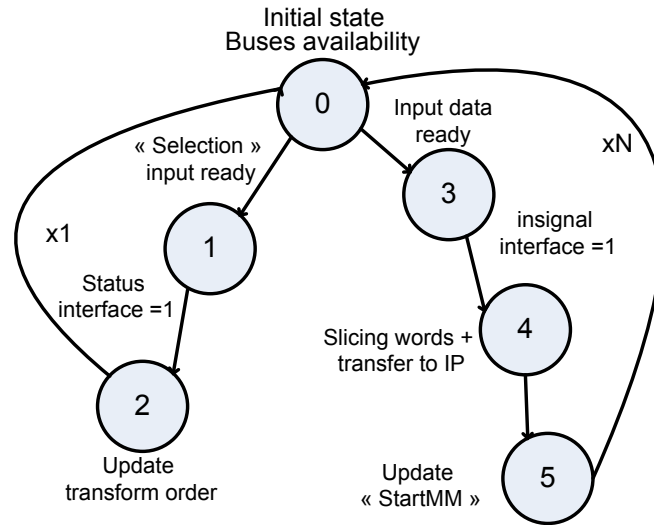 Initial state
Buses availability
0
Input data
ready
« Selection »
input ready
xN
3
1
insignal
interface =1
x1
Status
interface =1
4
Slicing words +
transfer to IP
2
Update
transform order
5
Update
« StartMM »